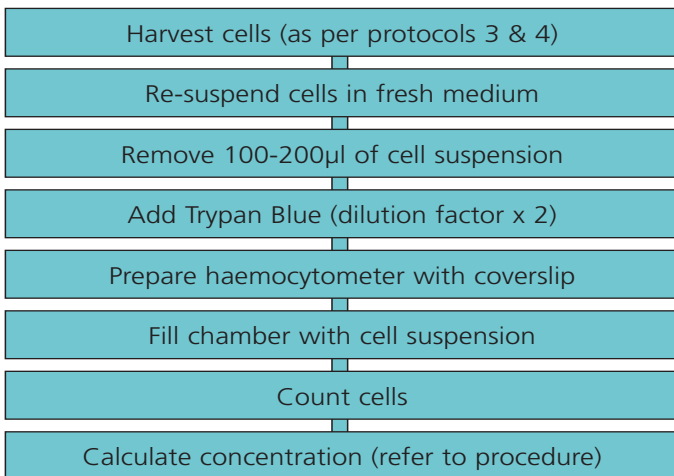 Harvest cells (as per protocols 3 & 4)
Re-suspend cells in fresh medium
Remove 100-200µl of cell suspension
Add Trypan Blue (dilution factor x 2)
Prepare haemocytometer with coverslip
Fill chamber with cell suspension
Count cells
Calculate concentration (refer to procedure)